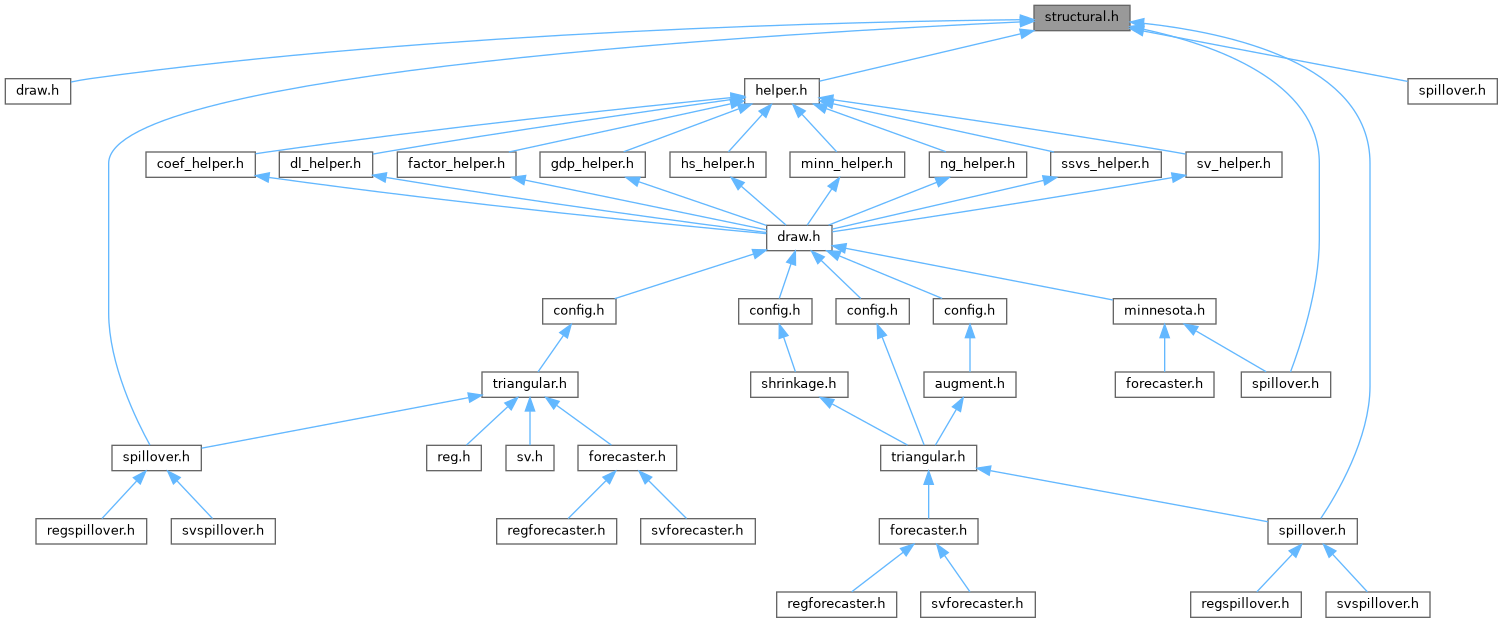 structural.h
draw.h
helper.h
spillover.h
coef_helper.h
dl_helper.h
factor_helper.h
gdp_helper.h
hs_helper.h
minn_helper.h
ng_helper.h
ssvs_helper.h
sv_helper.h
draw.h
config.h
config.h
config.h
config.h
minnesota.h
triangular.h
shrinkage.h
augment.h
forecaster.h
spillover.h
spillover.h
reg.h
sv.h
forecaster.h
triangular.h
regspillover.h
svspillover.h
regforecaster.h
svforecaster.h
forecaster.h
spillover.h
regforecaster.h
svforecaster.h
regspillover.h
svspillover.h